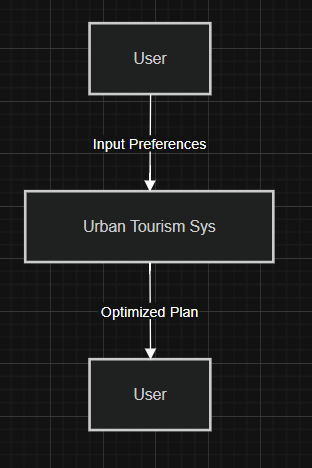 User
Input Preferences
Urban Tourism Sys
Optimized Plan
User